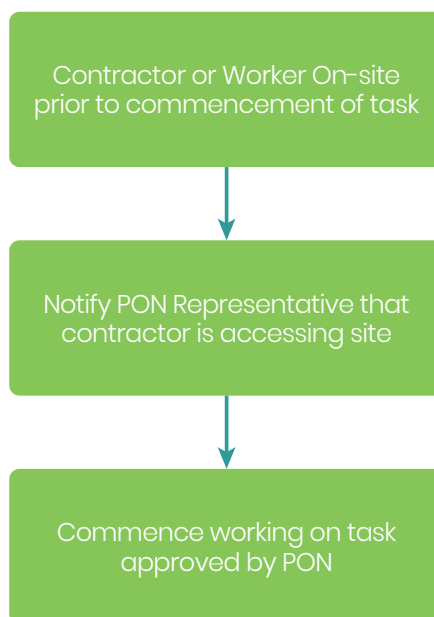 Contractor or Worker On-site
prior to commencement of task
Notify PON Representative that
contractor is accessing site
Commence working on task
approved by PON